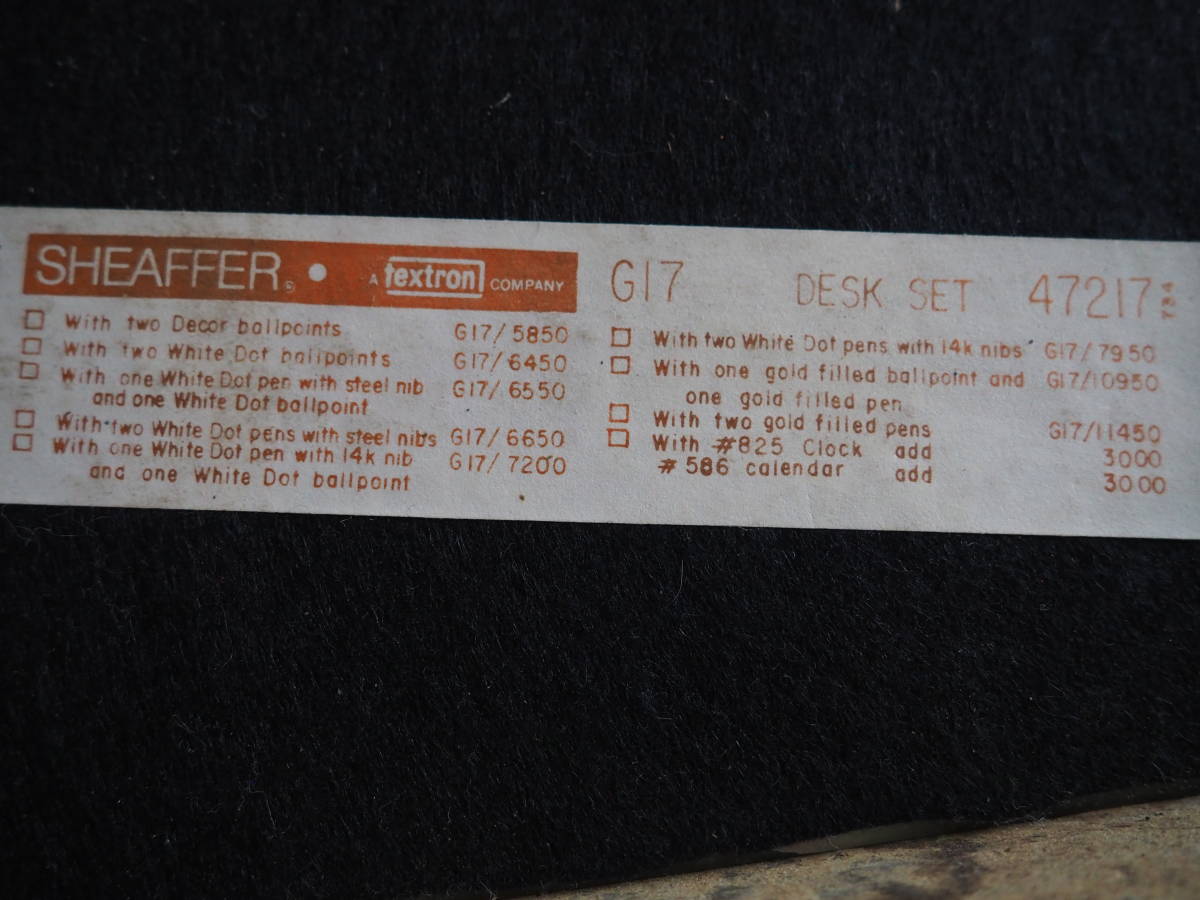 SHEAFFER® • A textron COMPANY
☐ With two Decor ballpoints G17/5850
☐ With two White Dot ballpoints G17/6450
☐ With one White Dot pen with steel nib G17/6550
and one White Dot ballpoint
☐ With two White Dot pens with steel nibs G17/6650
☐ With one White Dot pen with 14k nib G17/7200
and one White Dot ballpoint
G17 DESK SET 47217
☐ With two White Dot pens with 14k nibs G17/7950
☐ With one gold filled ballpoint and G17/10950
one gold filled pen
☐ With two gold filled pens G17/11450
☐ With #825 Clock add 3000
#586 calendar add 3000